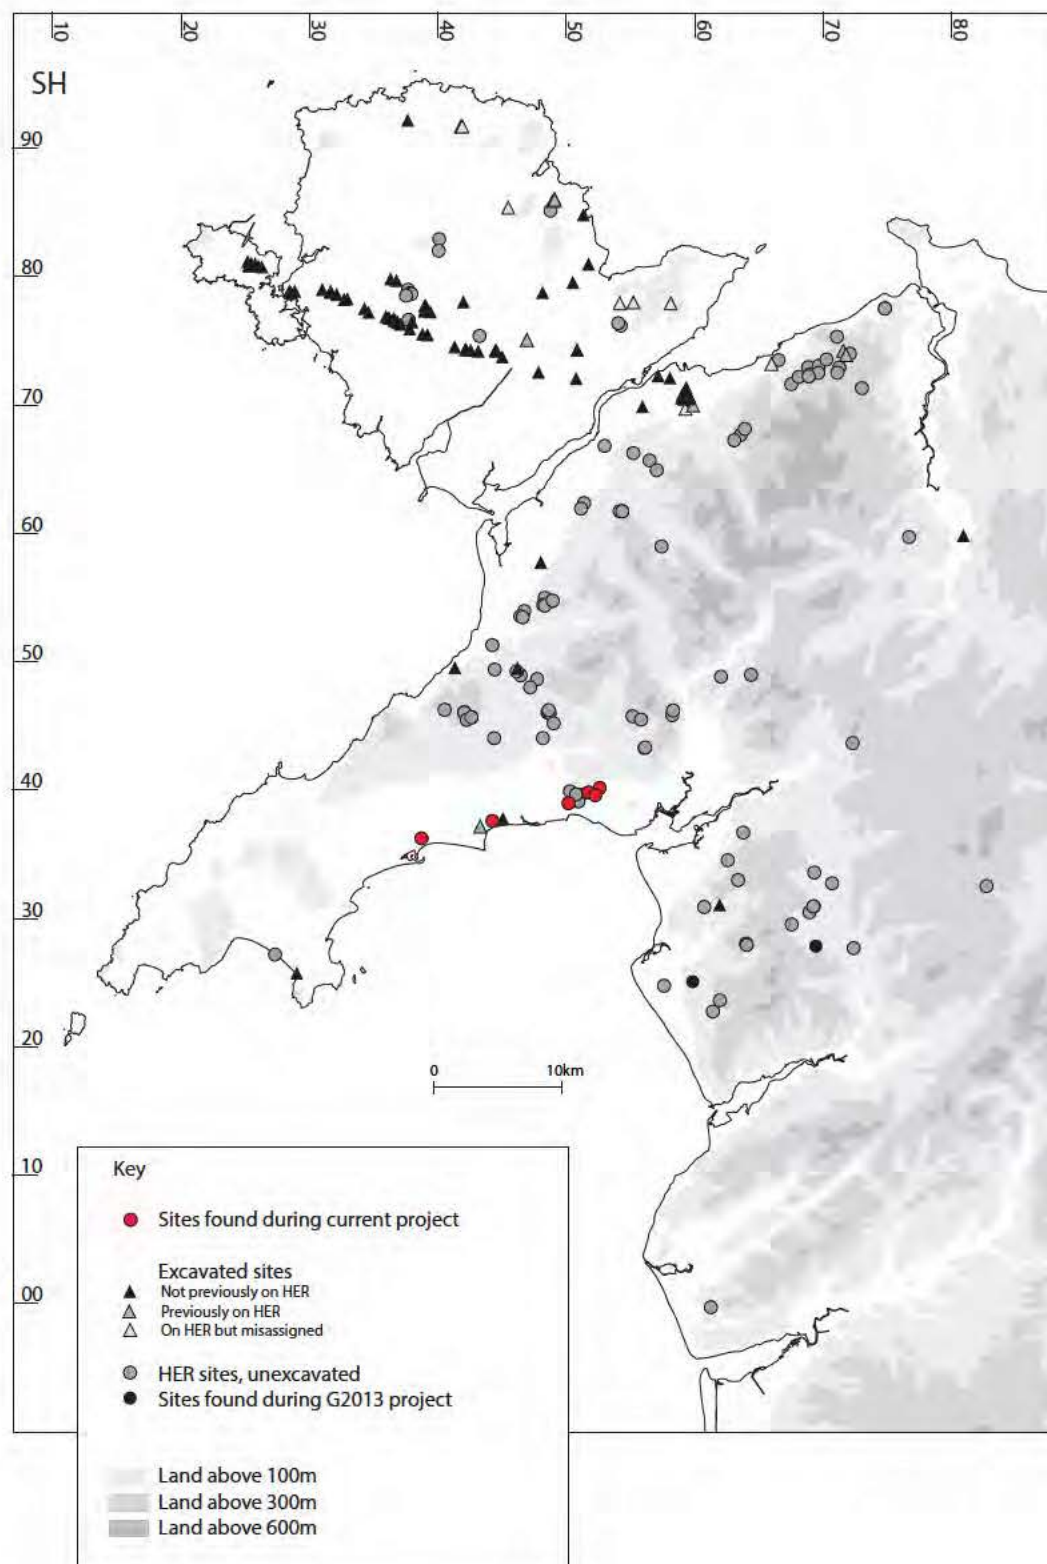 10 20 30 40 50 60 70 80
SH
90
80
70
60
50
40
30
20
0 10km
10
Key
Sites found during current project
Excavated sites
Not previously on HER
Previously on HER
00
On HER but misassigned
HER sites, unexcavated
Sites found during G2013 project
Land above 100m
Land above 300m
Land above 600m